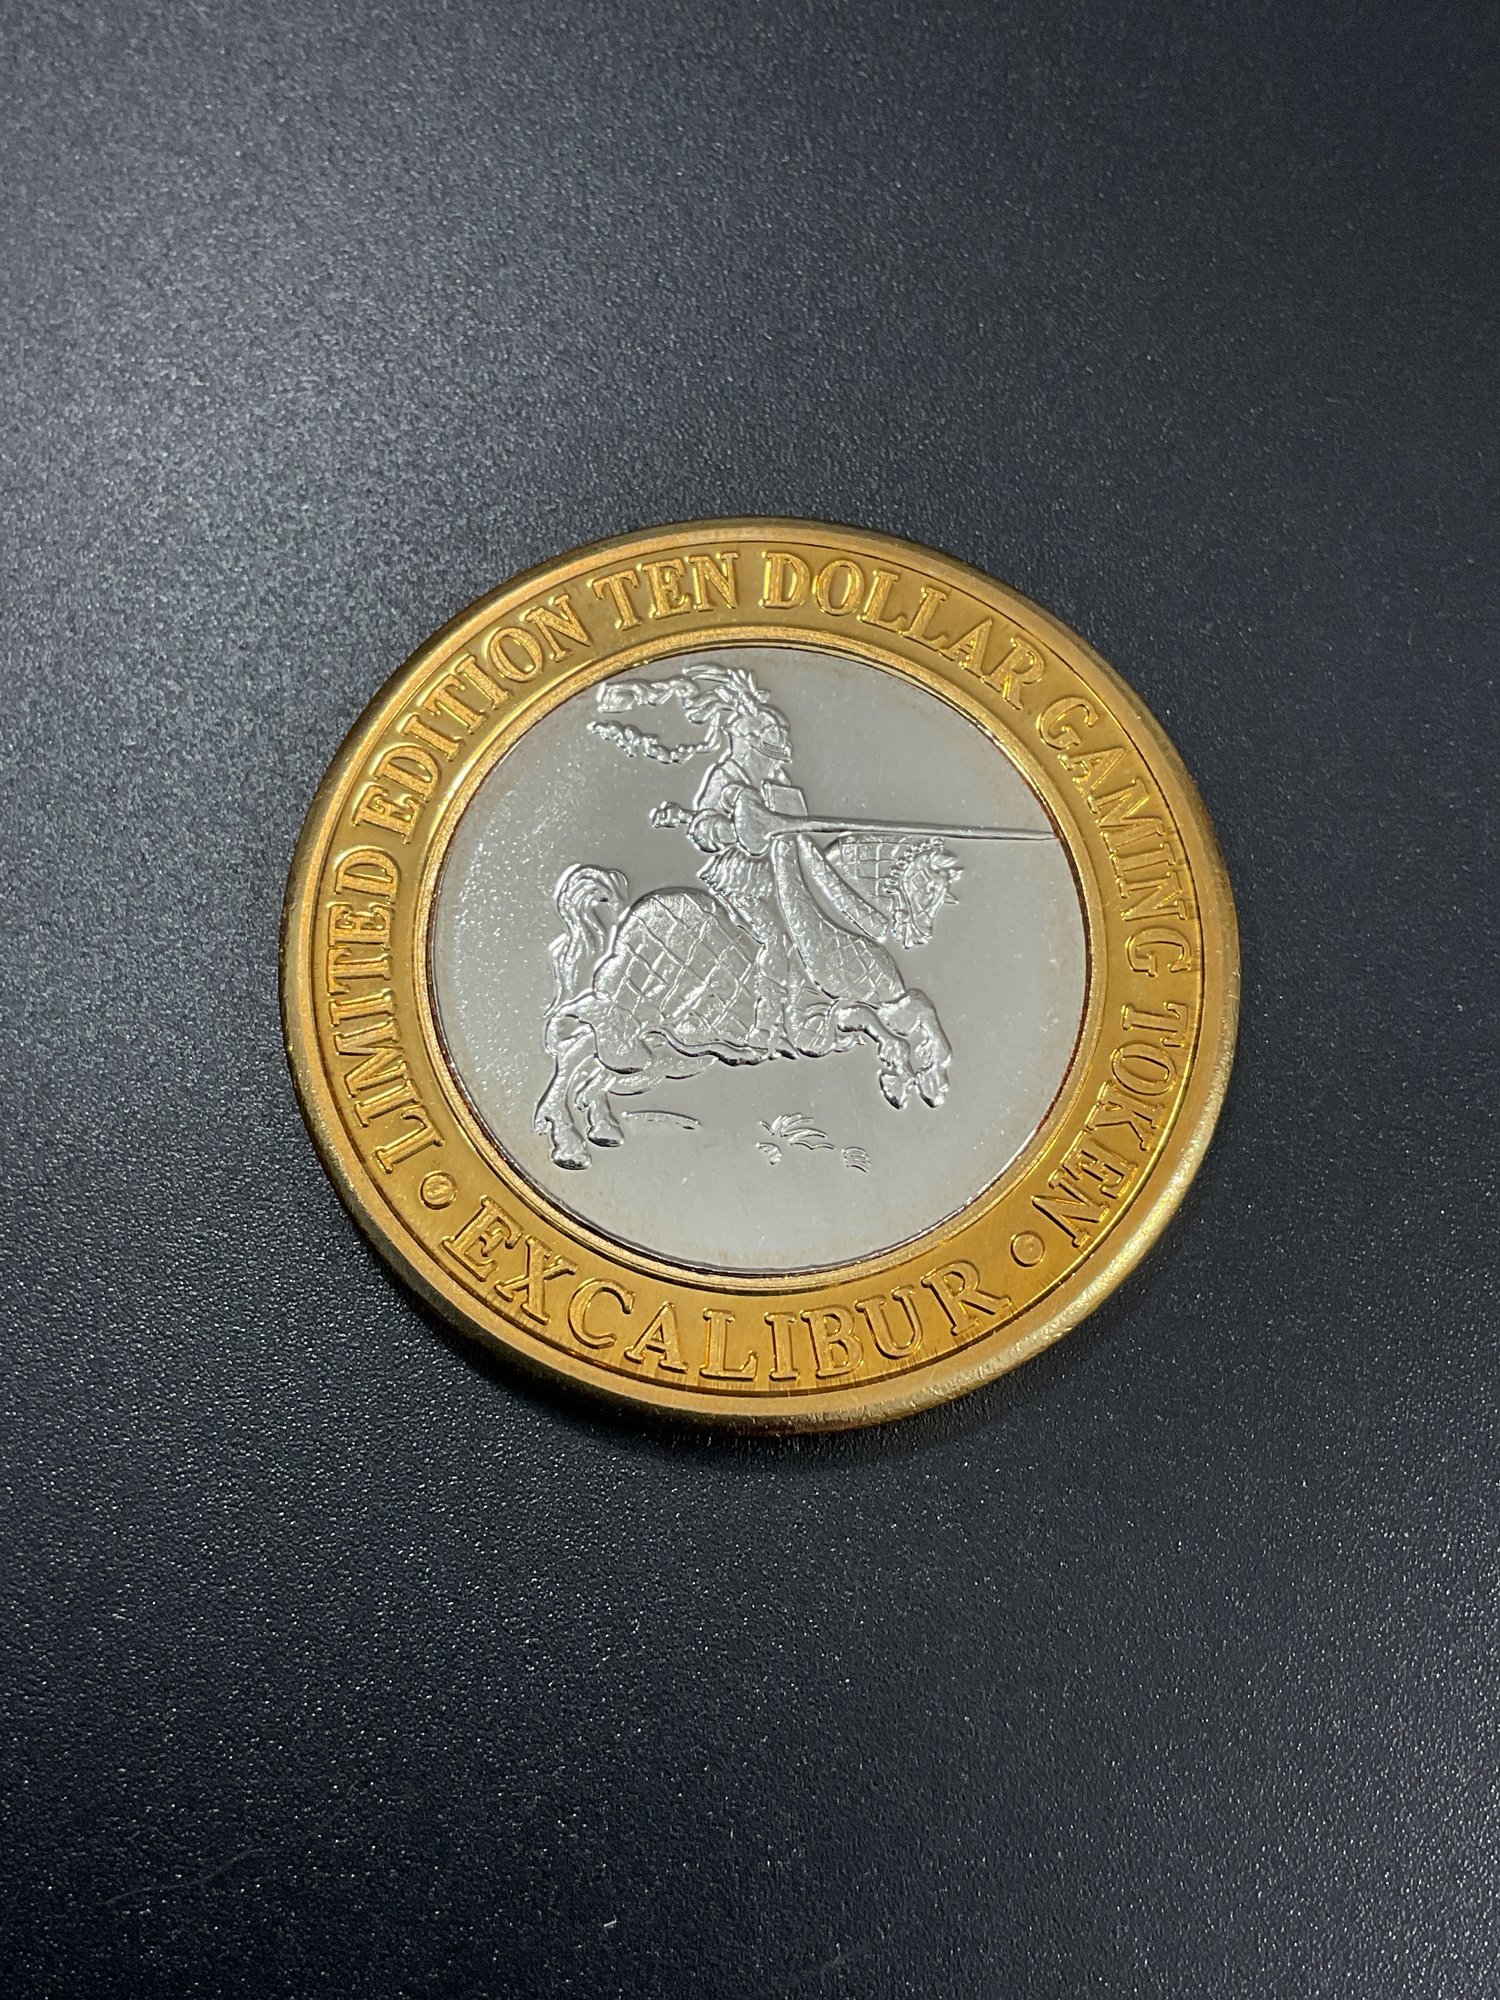 LIMITED EDITION TEN DOLLAR GAMING TOKEN
• EXCALIBUR •